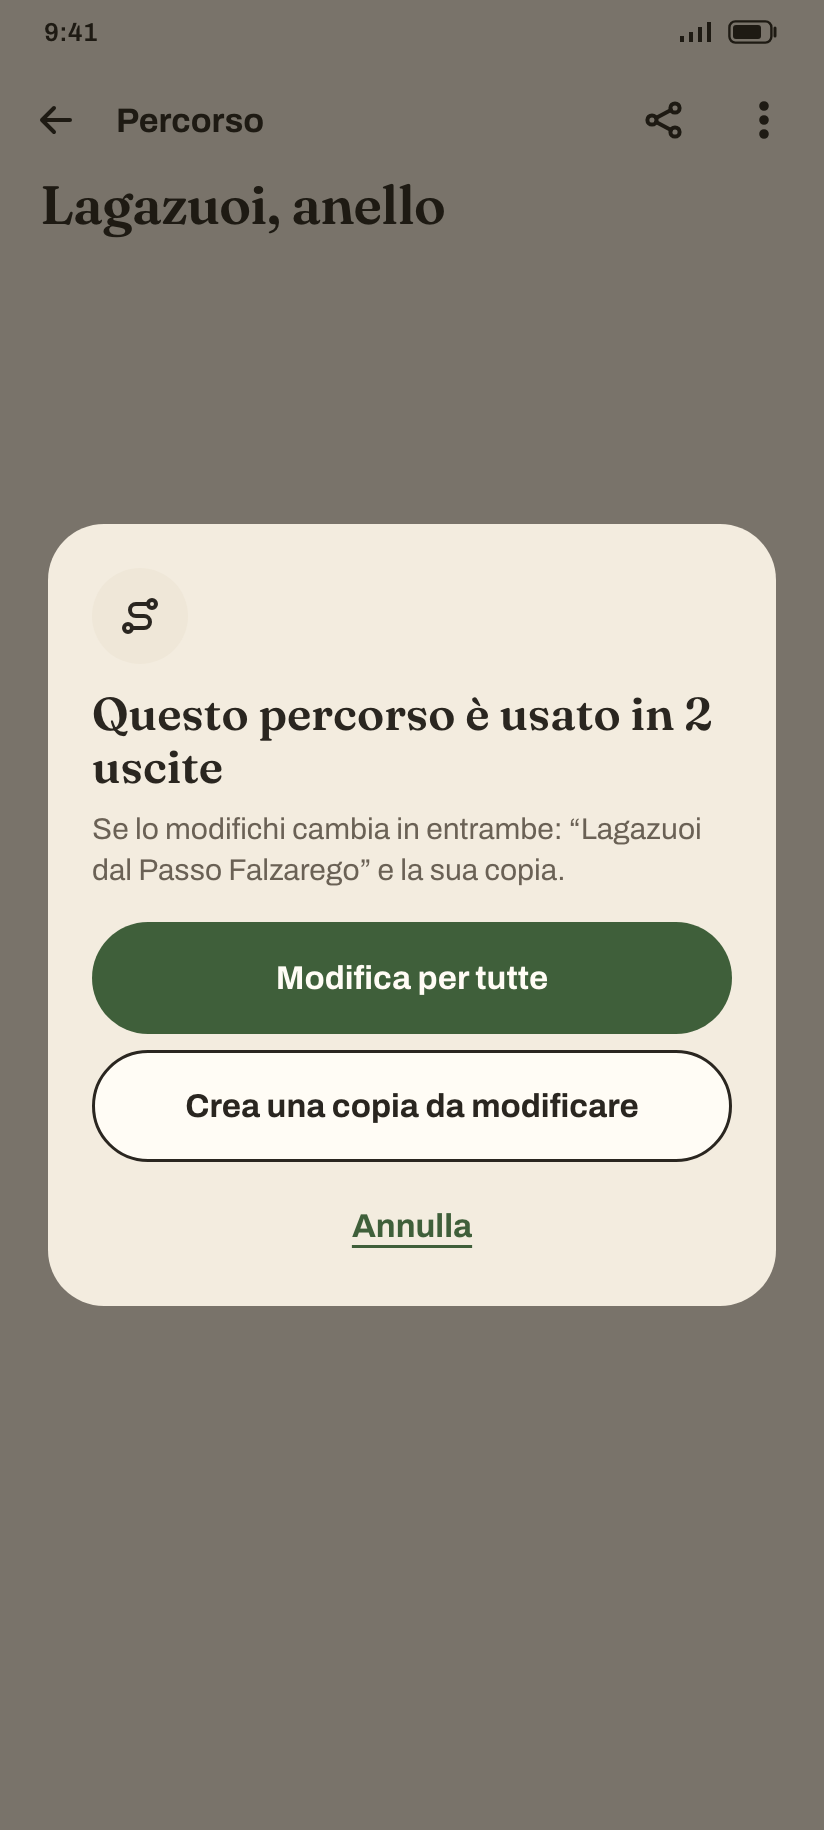 9:41
Percorso
Lagazuoi, anello
Questo percorso è usato in 2
uscite
Se lo modifichi cambia in entrambe: “Lagazuoi
dal Passo Falzarego” e la sua copia.
Modifica per tutte
Crea una copia da modificare
Annulla